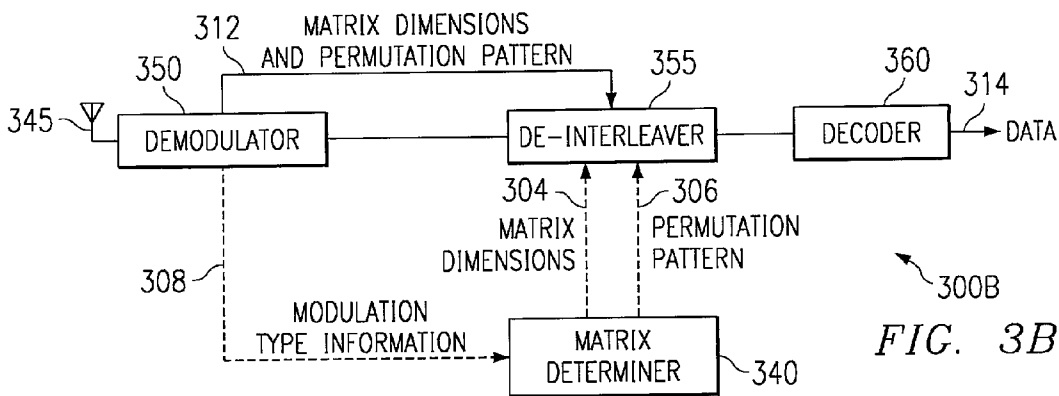 312
MATRIX DIMENSIONS
AND PERMUTATION PATTERN
350
355
360
314
345
DEMODULATOR
DE-INTERLEAVER
DECODER
DATA
304
306
MATRIX
DIMENSIONS
PERMUTATION
PATTERN
308
MODULATION
TYPE INFORMATION
MATRIX
DETERMINER
340
300B
FIG. 3B